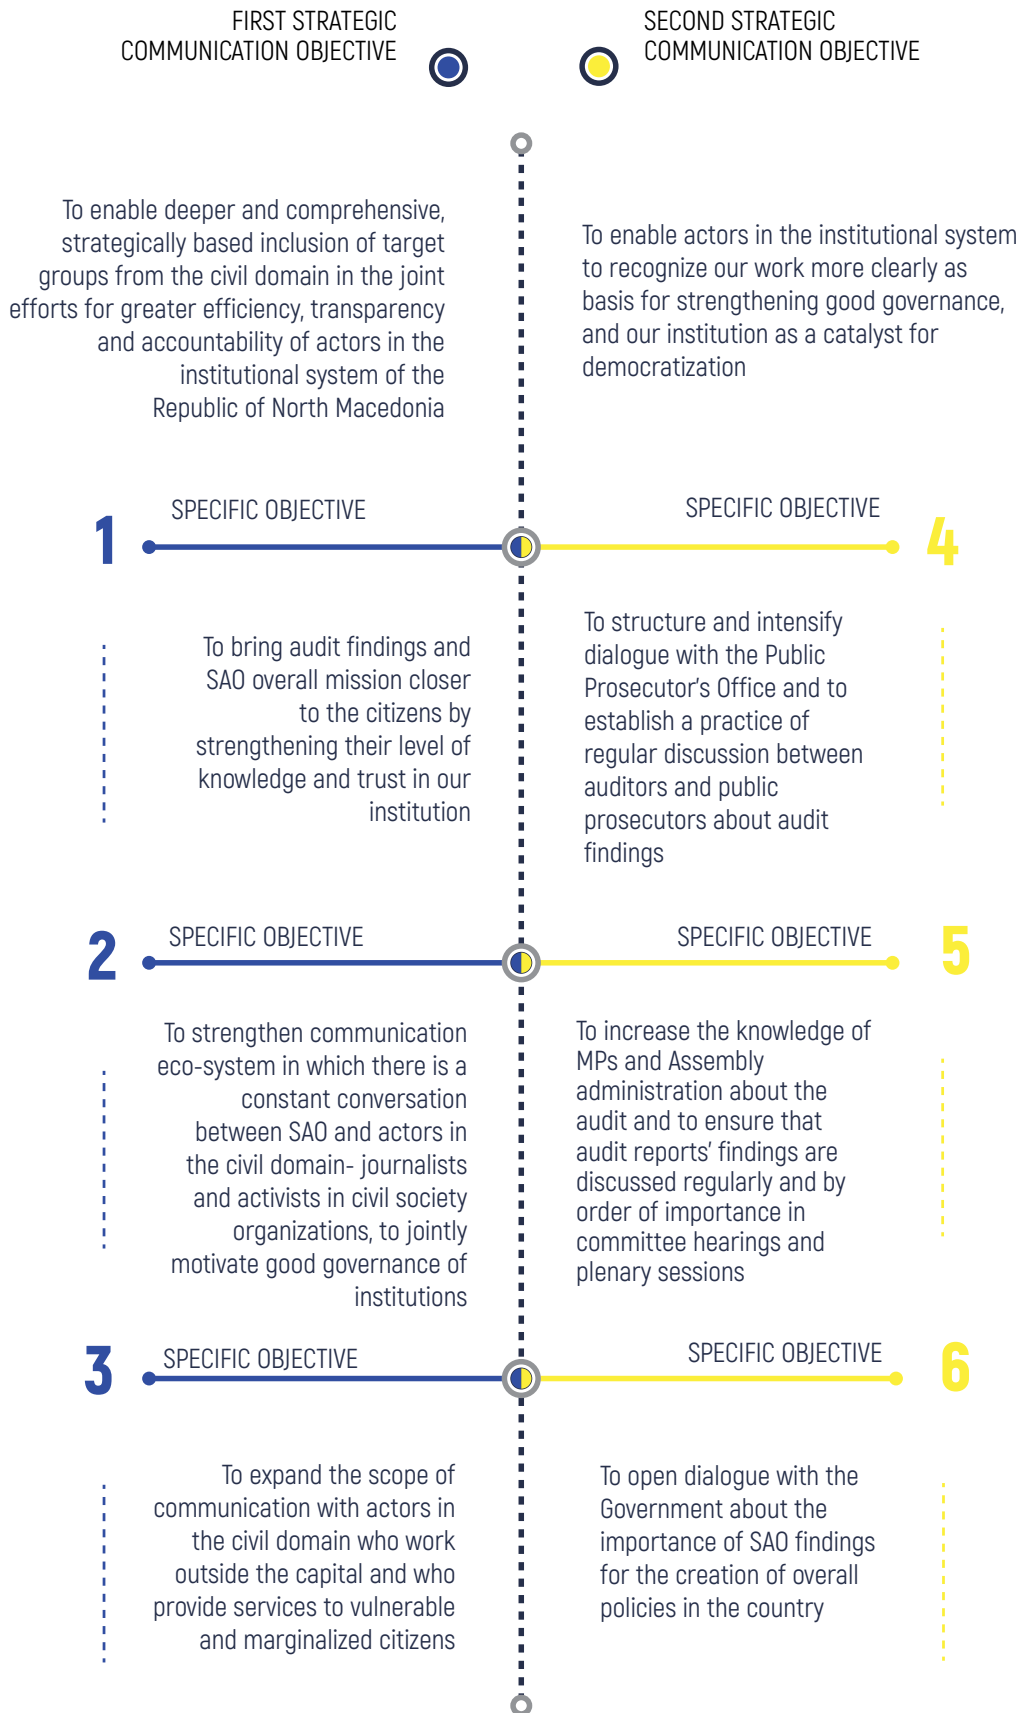 FIRST STRATEGIC
COMMUNICATION OBJECTIVE
SECOND STRATEGIC
COMMUNICATION OBJECTIVE
To enable deeper and comprehensive,
strategically based inclusion of target
groups from the civil domain in the joint
efforts for greater efficiency, transparency
and accountability of actors in the
institutional system of the
Republic of North Macedonia
To enable actors in the institutional system
to recognize our work more clearly as
basis for strengthening good governance,
and our institution as a catalyst for
democratization
1
SPECIFIC OBJECTIVE
To bring audit findings and
SAO overall mission closer
to the citizens by
strengthening their level of
knowledge and trust in our
institution
SPECIFIC OBJECTIVE
4
To structure and intensify
dialogue with the Public
Prosecutor's Office and to
establish a practice of
regular discussion between
auditors and public
prosecutors about audit
findings
2
SPECIFIC OBJECTIVE
To strengthen communication
eco-system in which there is a
constant conversation
between SAO and actors in
the civil domain- journalists
and activists in civil society
organizations, to jointly
motivate good governance of
institutions
SPECIFIC OBJECTIVE
5
To increase the knowledge of
MPs and Assembly
administration about the
audit and to ensure that
audit reports' findings are
discussed regularly and by
order of importance in
committee hearings and
plenary sessions
3
SPECIFIC OBJECTIVE
To expand the scope of
communication with actors in
the civil domain who work
outside the capital and who
provide services to vulnerable
and marginalized citizens
SPECIFIC OBJECTIVE
6
To open dialogue with the
Government about the
importance of SAO findings
for the creation of overall
policies in the country